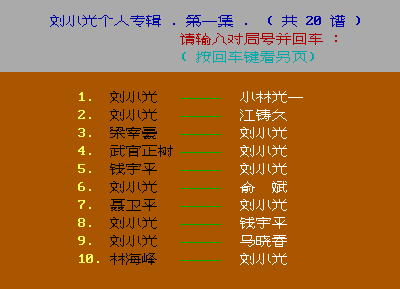 刘小光个人专辑 . 第一集 . ( 共 20 谱 )
请输入对局号并回车 :
( 按回车键看另页)
1. 刘小光 —— 小林光一
2. 刘小光 —— 江铸久
3. 梁宰豪 —— 刘小光
4. 武宫正树 —— 刘小光
5. 钱宇平 —— 刘小光
6. 刘小光 —— 俞 斌
7. 聂卫平 —— 刘小光
8. 刘小光 —— 钱宇平
9. 刘小光 —— 马晓春
10. 林海峰 —— 刘小光